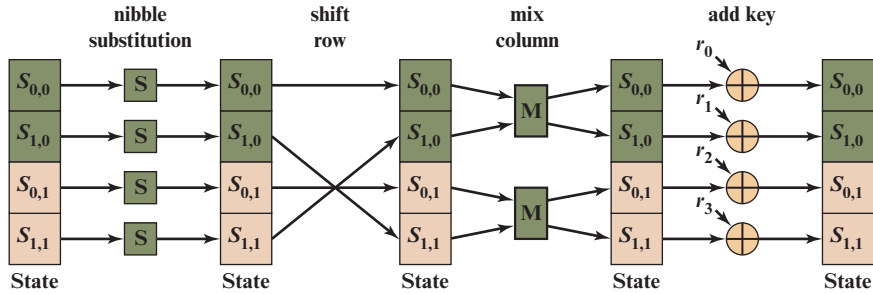 nibble substitution
shift row
mix column
add key
S0,0 S S0,0 S0,0 M S0,0 r0 S0,0
S1,0 S S1,0 S1,0 S1,0 r1 S1,0
S0,1 S S0,1 S0,1 M S0,1 r2 S0,1
S1,1 S S1,1 S1,1 S1,1 r3 S1,1
State State State State State